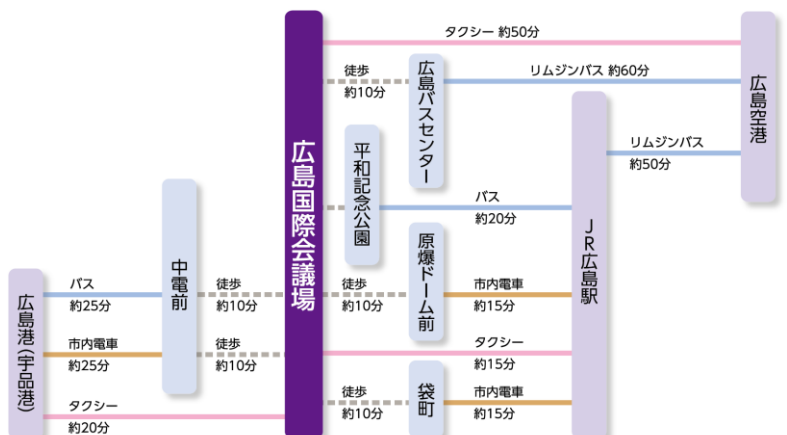 タクシー 約50分
徒歩
約10分
広島バスセンター
リムジンバス 約60分
広島空港
リムジンバス
約50分
広島国際会議場
平和記念公園
バス
約20分
JR広島駅
中電前
原爆ドーム前
広島港(宇品港)
バス
約25分
徒歩
約10分
徒歩
約10分
市内電車
約15分
市内電車
約25分
徒歩
約10分
タクシー
約15分
タクシー
約20分
徒歩
約10分
袋町
市内電車
約15分